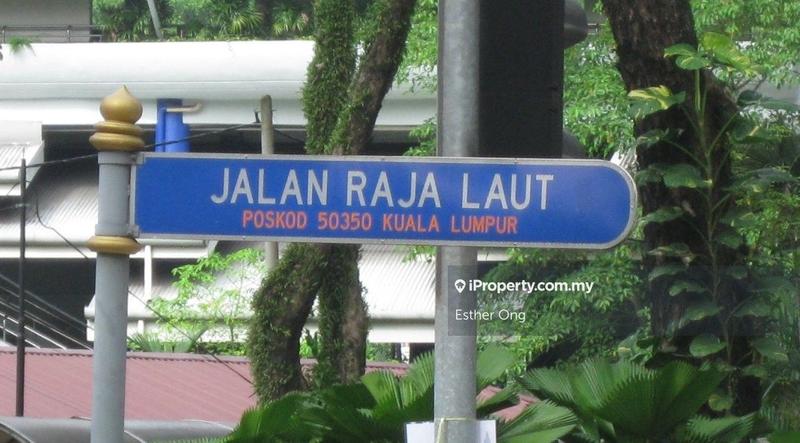 JALAN RAJA LAUT
POSKOD 50350 KUALA LUMPUR
iProperty.com.my
Esther Ong